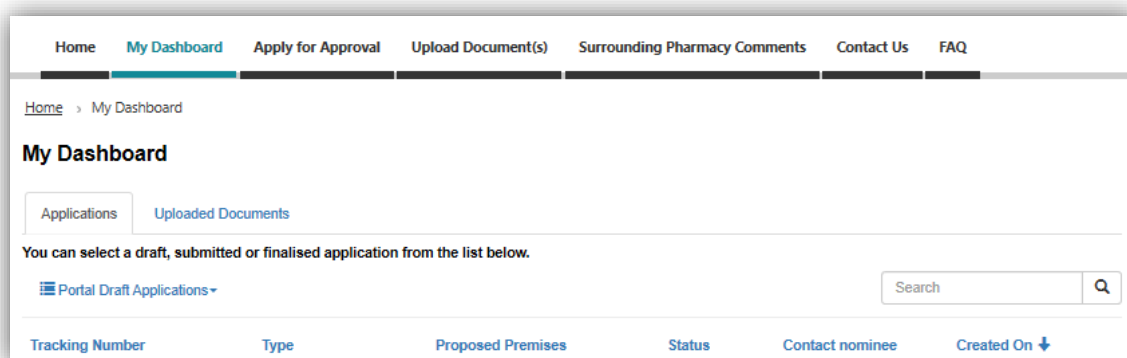 Home My Dashboard Apply for Approval Upload Document(s) Surrounding Pharmacy Comments Contact Us FAQ
Home › My Dashboard
My Dashboard
Applications Uploaded Documents
You can select a draft, submitted or finalised application from the list below.
Portal Draft Applications Search
Tracking Number Type Proposed Premises Status Contact nominee Created On